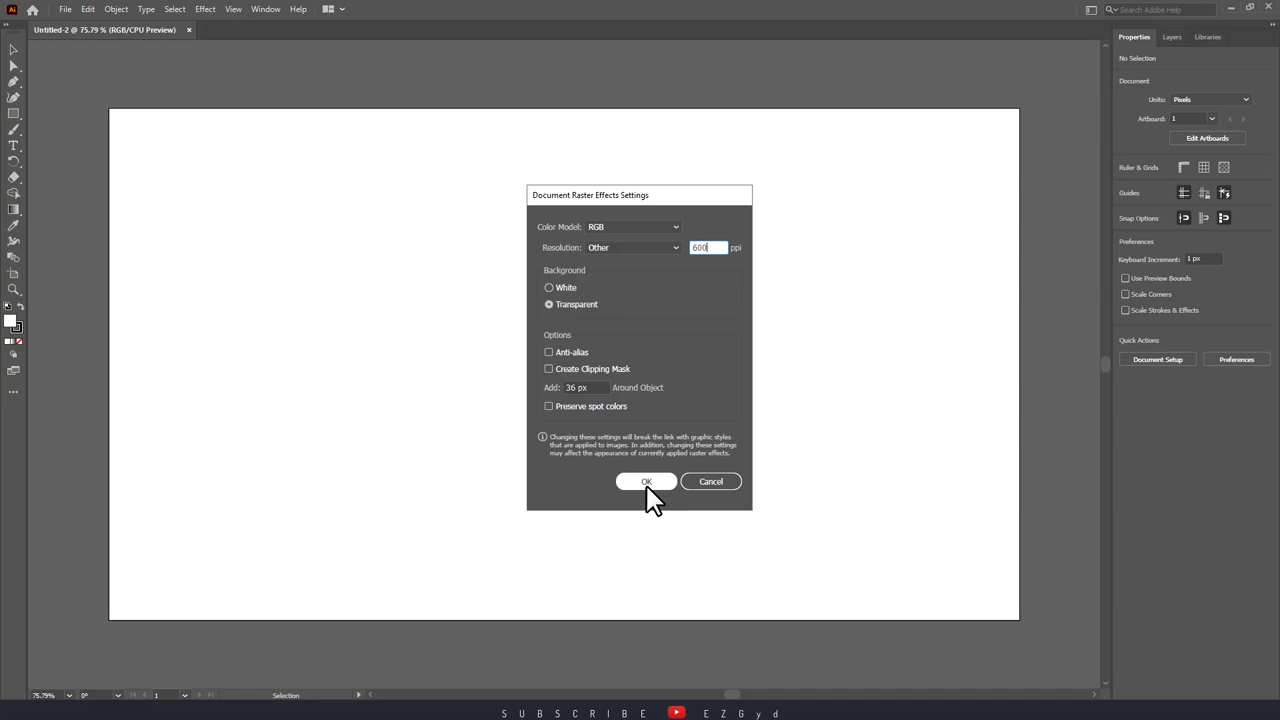 Ai File Edit Object Type Select Effect View Window Help Search Adobe Help
Untitled-2 @ 75.79 % (RGB/CPU Preview)
Properties Layers Libraries
No Selection
Document
Units: Pixels
Artboard: 1
Edit Artboards
Ruler & Grids
Guides
Snap Options
Preferences
Keyboard Increment: 1 px
Use Preview Bounds
Scale Corners
Scale Strokes & Effects
Quick Actions
Document Setup Preferences
Document Raster Effects Settings
Color Model: RGB
Resolution: Other 600 ppi
Background
White
Transparent
Options
Anti-alias
Create Clipping Mask
Add: 36 px Around Object
Preserve spot colors
Changing these settings will break the link with graphic styles
that are applied to images. In addition, changing these settings
may affect the appearance of currently applied raster effects.
OK Cancel
75.79% 0° 1 Selection
SUBSCRIBE EZGyd